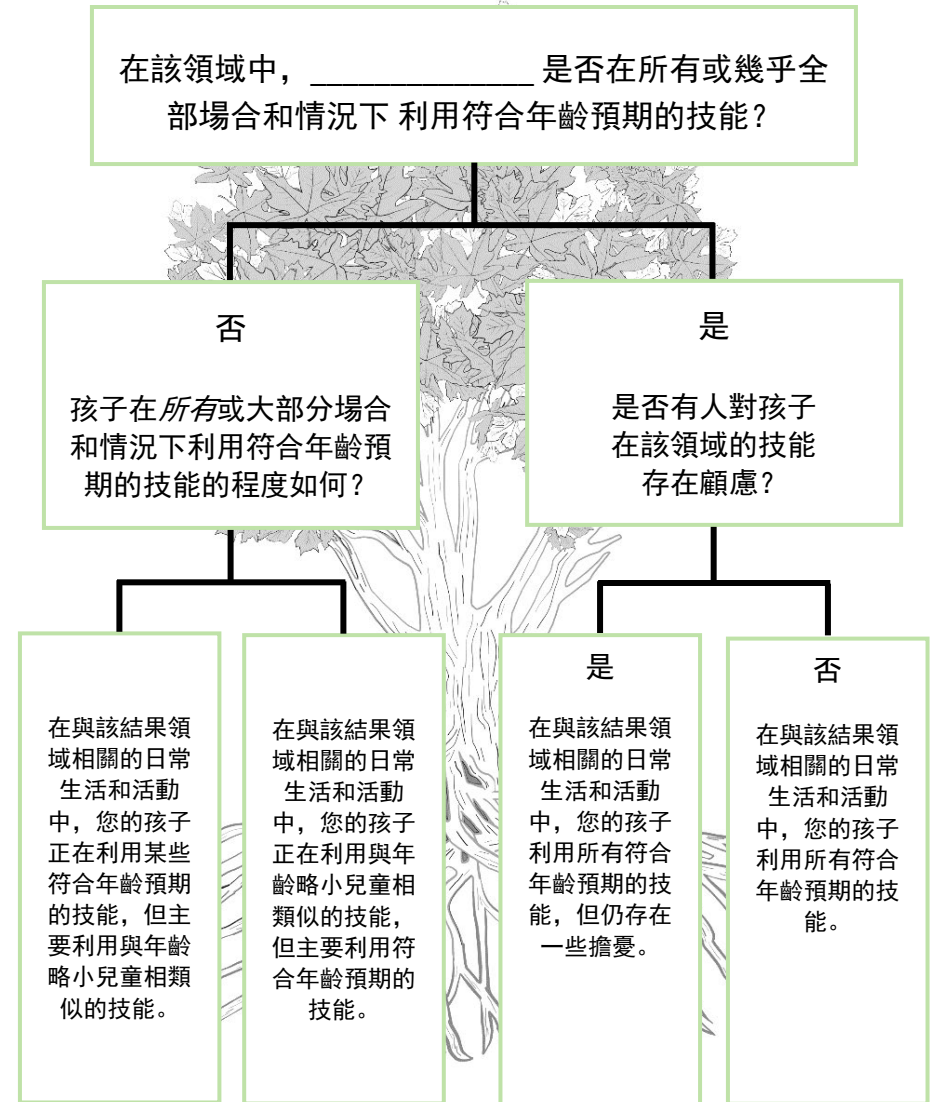 在該領域中，______________ 是否在所有或幾乎全
部場合和情況下 利用符合年齡預期的技能？
否
孩子在所有或大部分場合
和情況下利用符合年齡預
期的技能的程度如何？
是
是否有人對孩子
在該領域的技能
存在顧慮？
在與該結果領
域相關的日常
生活和活動
中，您的孩子
正在利用某些
符合年齡預期
的技能，但主
要利用與年齡
略小兒童相類
似的技能。
在與該結果領
域相關的日常
生活和活動
中，您的孩子
正在利用與年
齡略小兒童相
類似的技能，
但主要利用符
合年齡預期的
技能。
是
在與該結果領
域相關的日常
生活和活動
中，您的孩子
利用所有符合
年齡預期的技
能，但仍存在
一些擔憂。
否
在與該結果領
域相關的日常
生活和活動
中，您的孩子
利用所有符合
年齡預期的技
能。